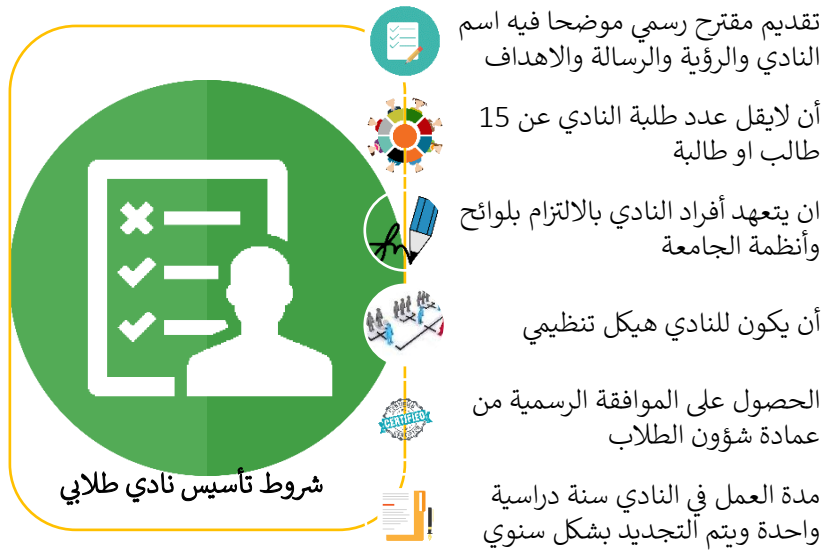 تقديم مقترح رسمي موضحا فيه اسم
النادي والرؤية والرسالة والاهداف
أن لايقل عدد طلبة النادي عن 15
طالب او طالبة
ان يتعهد أفراد النادي بالالتزام بلوائح
وأنظمة الجامعة
أن يكون للنادي هيكل تنظيمي
الحصول على الموافقة الرسمية من
عمادة شؤون الطلاب
CERTIFIED
مدة العمل في النادي سنة دراسية
واحدة ويتم التجديد بشكل سنوي
شروط تأسيس نادي طلابي